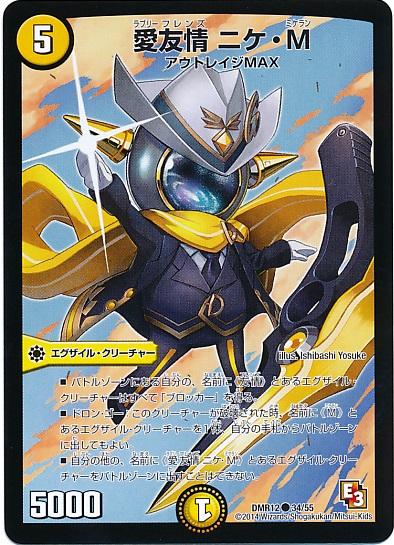 5
ラブリーフレンズ ミケラン
愛友情 ニケ・M
アウトレイジMAX
illus. Ishibashi Yosuke
エグザイル・クリーチャー
■ バトルゾーンにある自分の、名前に《友情》とあるエグザイル・
クリーチャーはすべて「ブロッカー」を得る。
■ ドロン・ゴー:このクリーチャーが破壊された時、名前に《M》と
あるエグザイル・クリーチャーを1体、自分の手札からバトルゾーン
に出してもよい。
■ 自分の他の、名前に《愛友情 ニケ・M》とあるエグザイル・クリーチ
ャーをバトルゾーンに出すことはできない。
5000
1
DMR12 ● 34/55
©2014 Wizards/Shogakukan/Mitsui-Kids
E3